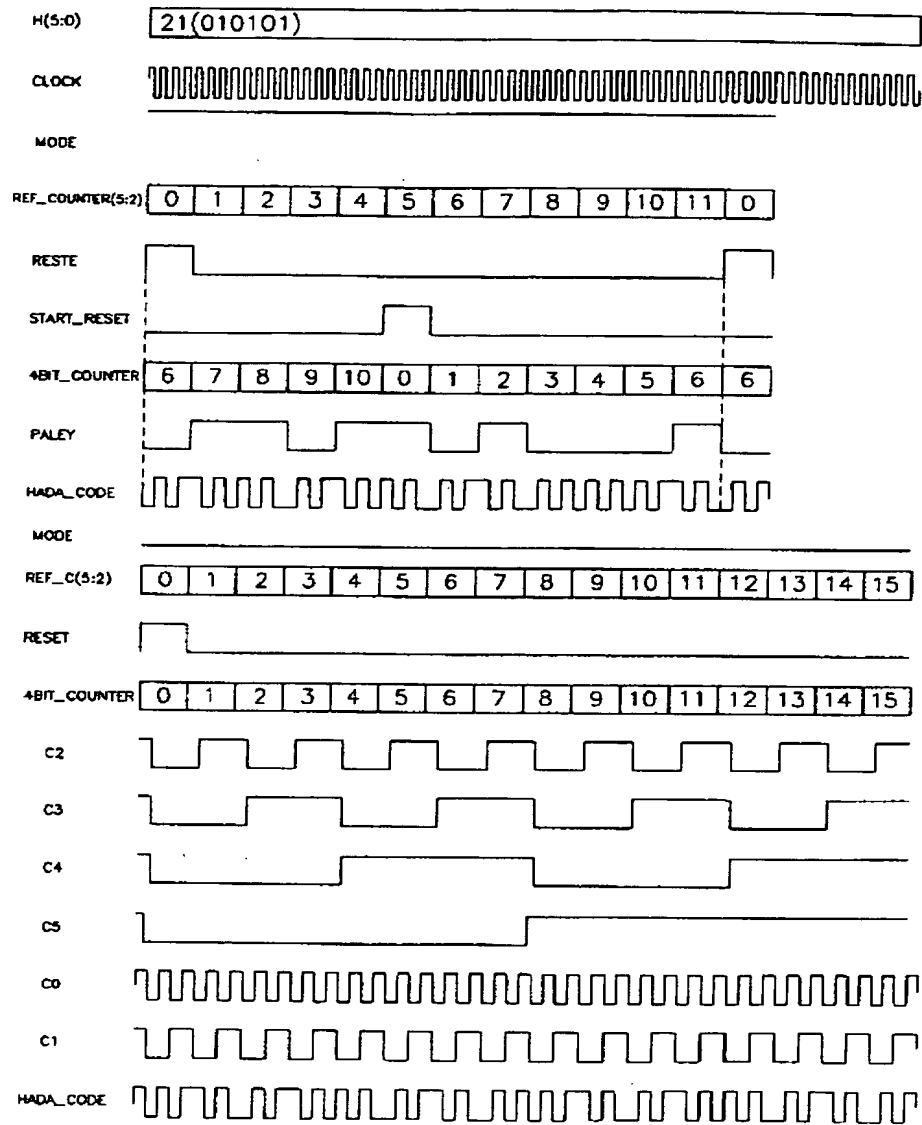 H(5:0) 21(010101)
CLOCK
MODE
REF_COUNTER(5:2) 0 1 2 3 4 5 6 7 8 9 10 11 0
RESTE
START_RESET
4BIT_COUNTER 6 7 8 9 10 0 1 2 3 4 5 6 6
PALEY
HADA_CODE
MODE
REF_C(5:2) 0 1 2 3 4 5 6 7 8 9 10 11 12 13 14 15
RESET
4BIT_COUNTER 0 1 2 3 4 5 6 7 8 9 10 11 12 13 14 15
C2
C3
C4
C5
C0
C1
HADA_CODE